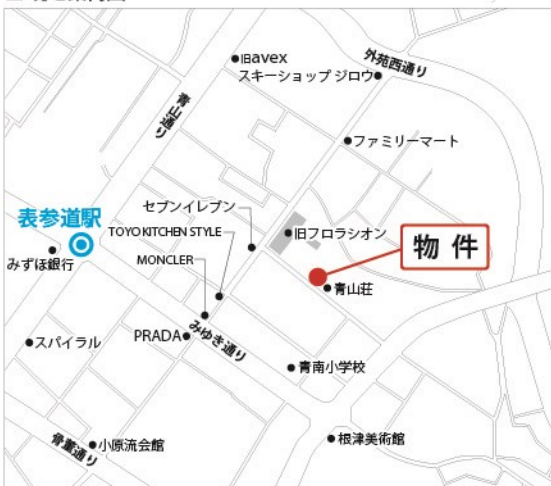 旧avex
スキーショップ ジロウ
外苑西通り
青山通り
ファミリーマート
セブンイレブン
表参道駅
TOYO KITCHEN STYLE
旧フロラシオン
物件
みずほ銀行
MONCLER
青山荘
スパイラル
PRADA
みゆき通り
青南小学校
骨董通り
小原流会館
根津美術館